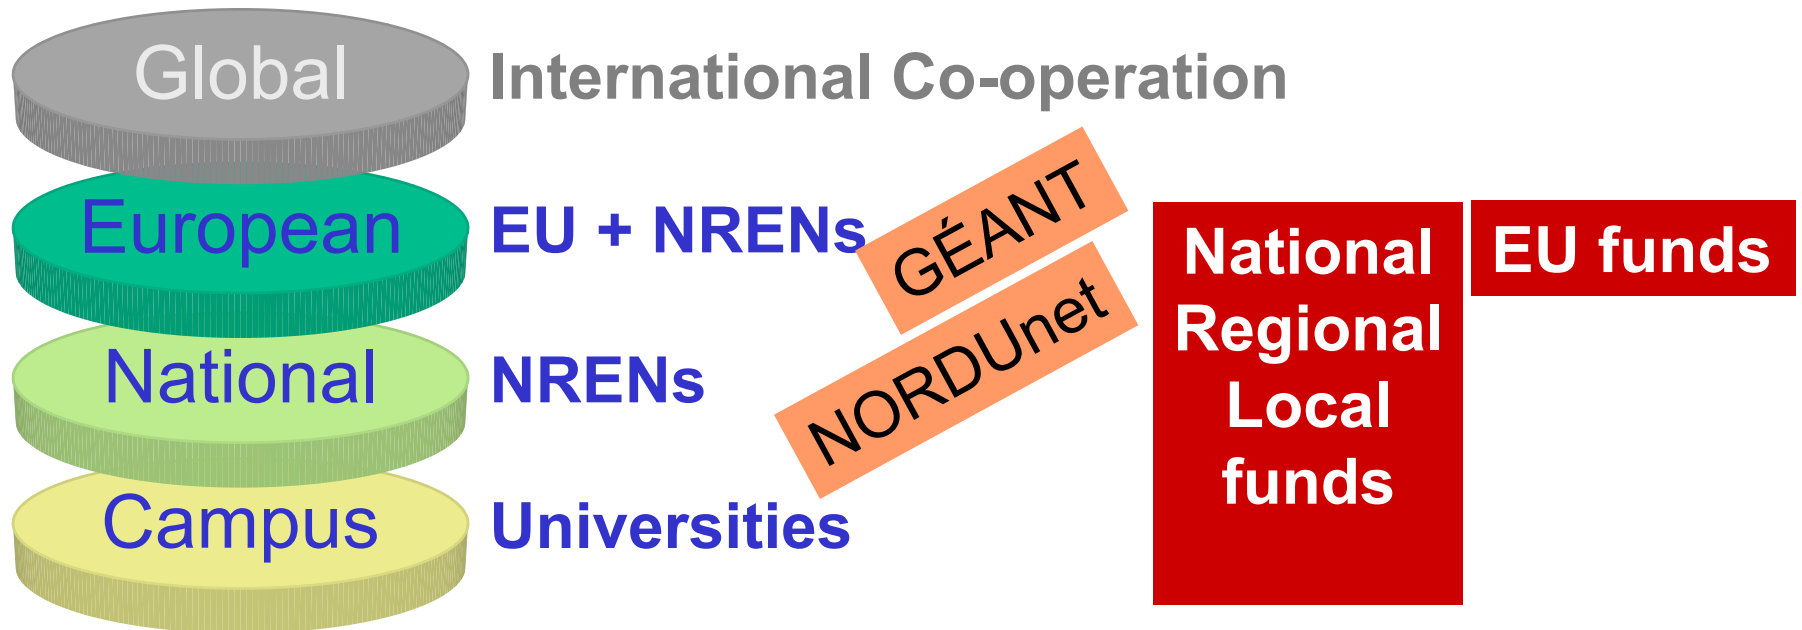 Global
International Co-operation
European
EU + NRENs
GÉANT
National
NRENs
NORDUnet
Campus
Universities
National
Regional
Local
funds
EU funds